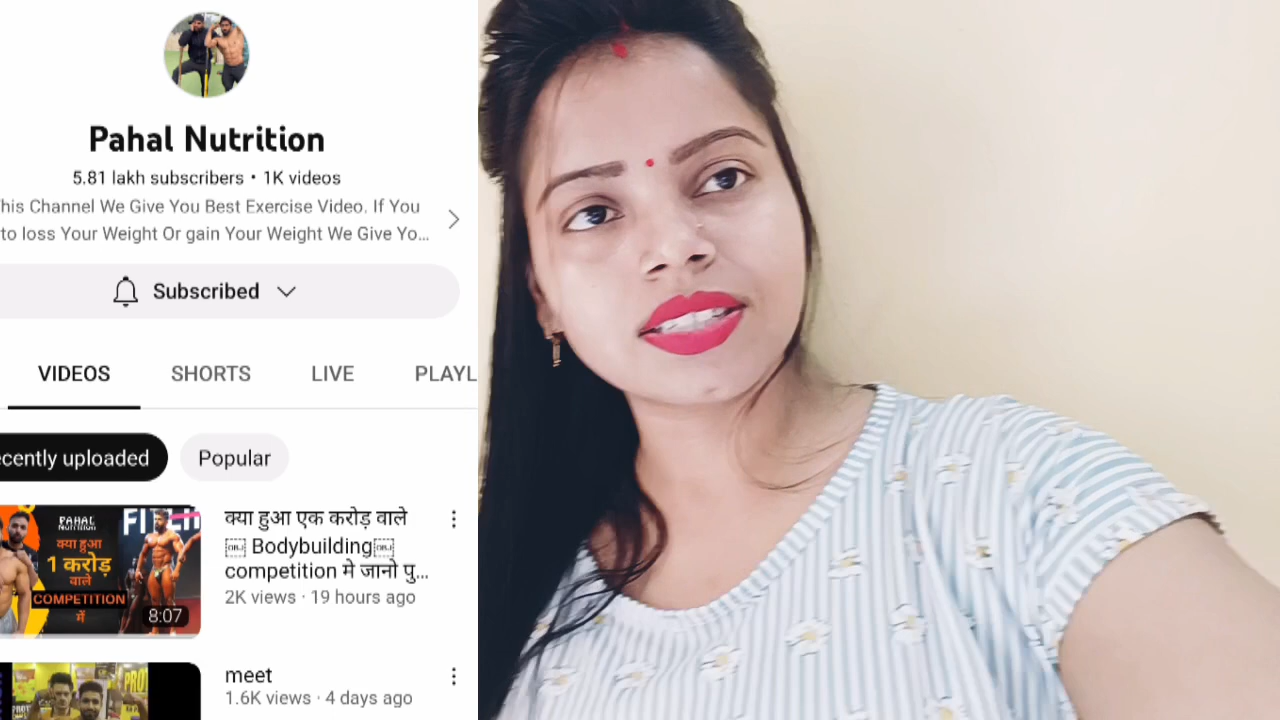 Pahal Nutrition
5.81 lakh subscribers • 1K videos
his Channel We Give You Best Exercise Video. If You
to loss Your Weight Or gain Your Weight We Give Yo...
Subscribed
VIDEOS SHORTS LIVE PLAYL
ecently uploaded Popular
PAHAL
NUTRITION
क्या हुआ
1 करोड़
वाले
COMPETITION
में
8:07
क्या हुआ एक करोड़ वाले
OBJ Bodybuilding OBJ
competition मे जानो पु...
2K views · 19 hours ago
meet
1.6K views · 4 days ago